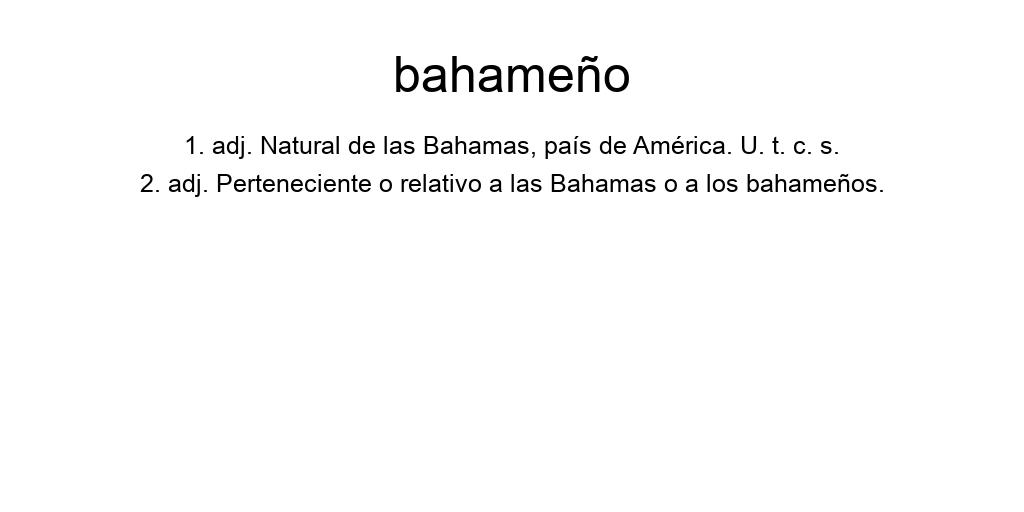 bahameño
1. adj. Natural de las Bahamas, país de América. U. t. c. s.
2. adj. Perteneciente o relativo a las Bahamas o a los bahameños.